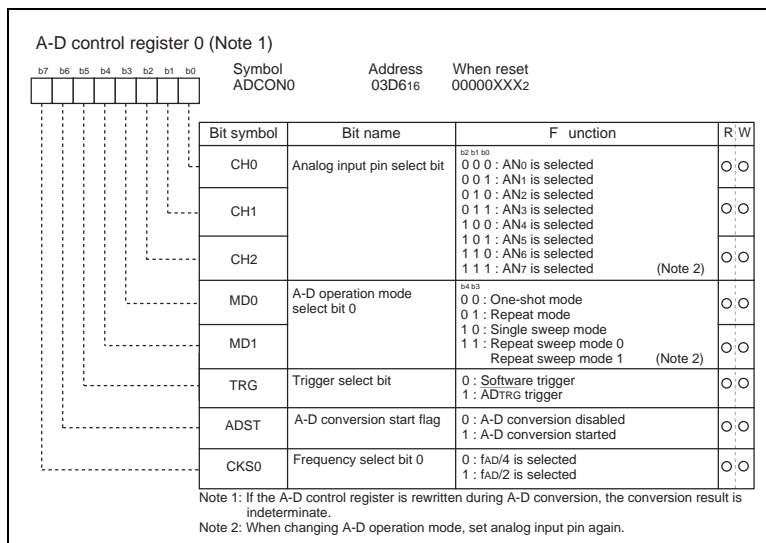 A-D control register 0 (Note 1)
b7 b6 b5 b4 b3 b2 b1 b0
Symbol Address When reset
ADCON0 03D616 00000XXX2
Bit symbol Bit name F unction R W
CH0 Analog input pin select bit
b2 b1 b0
0 0 0 : AN0 is selected
0 0 1 : AN1 is selected
0 1 0 : AN2 is selected
0 1 1 : AN3 is selected
1 0 0 : AN4 is selected
1 0 1 : AN5 is selected
1 1 0 : AN6 is selected
1 1 1 : AN7 is selected (Note 2)
CH1
CH2
MD0 A-D operation mode
select bit 0
b4 b3
0 0 : One-shot mode
0 1 : Repeat mode
1 0 : Single sweep mode
1 1 : Repeat sweep mode 0
Repeat sweep mode 1 (Note 2)
MD1
TRG Trigger select bit 0 : Software trigger
1 : ADTRG trigger
ADST A-D conversion start flag 0 : A-D conversion disabled
1 : A-D conversion started
CKS0 Frequency select bit 0 0 : fAD/4 is selected
1 : fAD/2 is selected
Note 1: If the A-D control register is rewritten during A-D conversion, the conversion result is
indeterminate.
Note 2: When changing A-D operation mode, set analog input pin again.